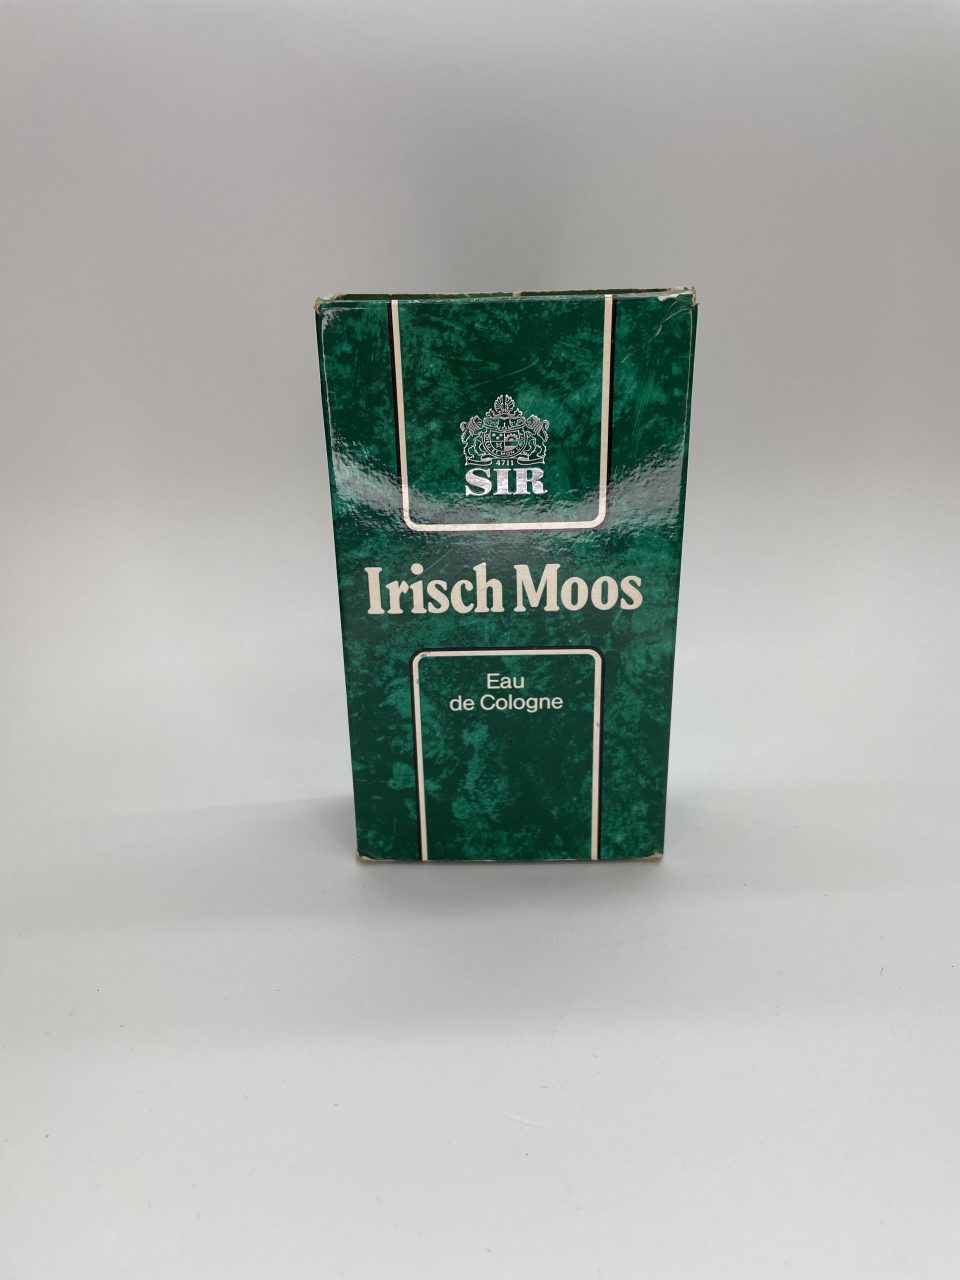 4711
SIR
Irisch Moos
Eau
de Cologne